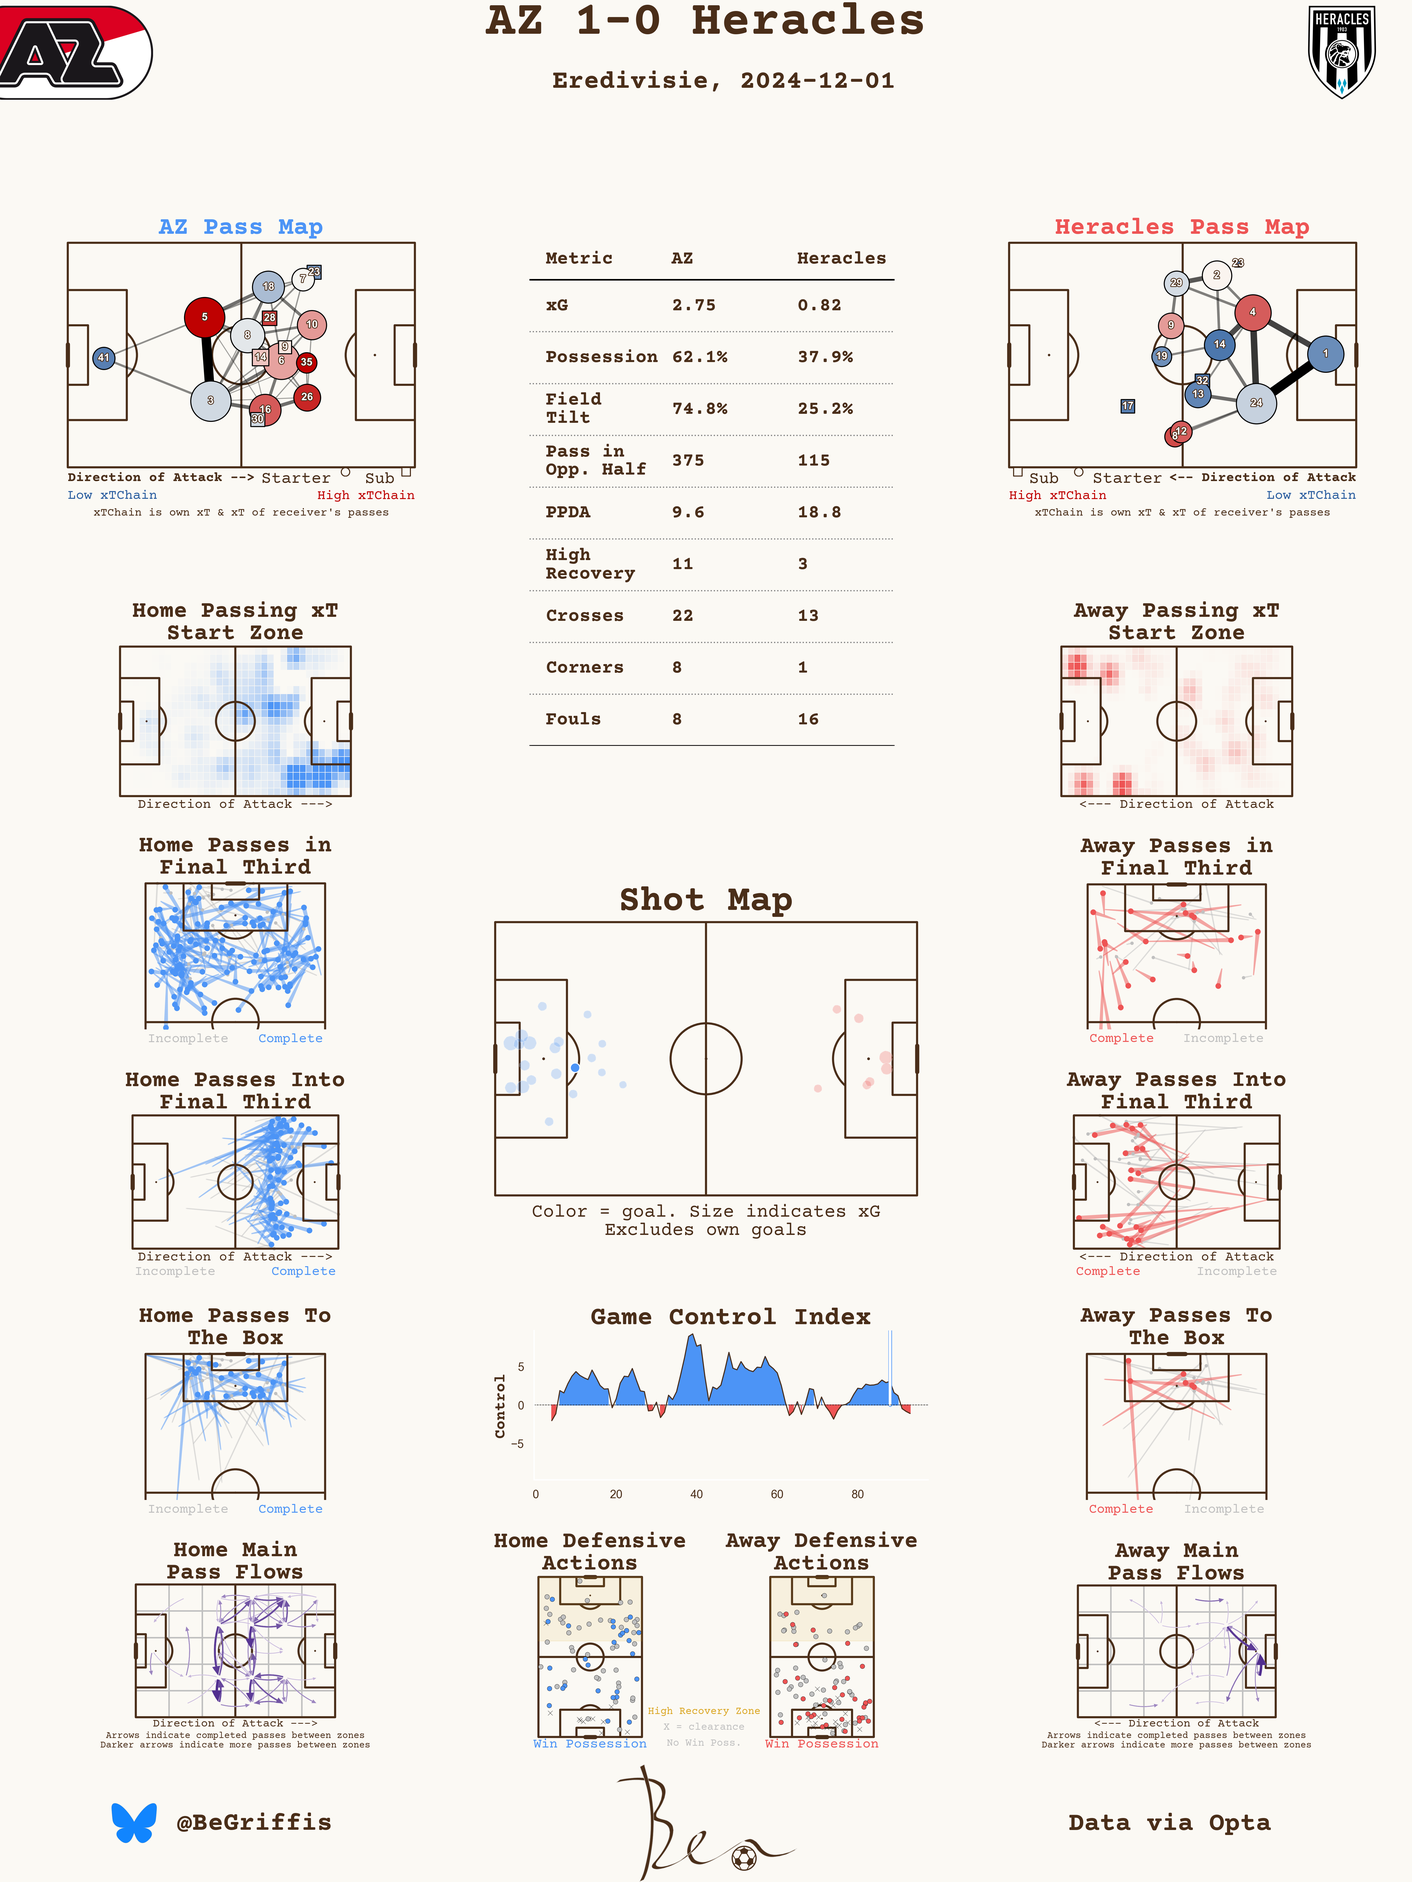 AZ 1-0 Heracles
Eredivisie, 2024-12-01
AZ
HERACLES
1903
AZ Pass Map
41
5
3
18
8
28
7
23
10
9
14
6
35
26
16
30
Direction of Attack --> Starter Sub
Low xTChain High xTChain
xTChain is own xT & xT of receiver's passes
Metric AZ Heracles
xG 2.75 0.82
Possession 62.1% 37.9%
Field
Tilt 74.8% 25.2%
Pass in
Opp. Half 375 115
PPDA 9.6 18.8
High
Recovery 11 3
Crosses 22 13
Corners 8 1
Fouls 8 16
Heracles Pass Map
29
2
23
9
4
19
14
1
32
13
24
17
8
12
Sub Starter <-- Direction of Attack
High xTChain Low xTChain
xTChain is own xT & xT of receiver's passes
Home Passing xT
Start Zone
Direction of Attack --->
Away Passing xT
Start Zone
<--- Direction of Attack
Home Passes in
Final Third
Incomplete Complete
Away Passes in
Final Third
Complete Incomplete
Shot Map
Color = goal. Size indicates xG
Excludes own goals
Home Passes Into
Final Third
Direction of Attack --->
Incomplete Complete
Away Passes Into
Final Third
<--- Direction of Attack
Complete Incomplete
Home Passes To
The Box
Incomplete Complete
Game Control Index
Control
5
0
−5
0 20 40 60 80
Away Passes To
The Box
Complete Incomplete
Home Main
Pass Flows
Direction of Attack --->
Arrows indicate completed passes between zones
Darker arrows indicate more passes between zones
Home Defensive
Actions
Win Possession
High Recovery Zone
X = clearance
No Win Poss.
Away Defensive
Actions
Win Possession
Away Main
Pass Flows
<--- Direction of Attack
Arrows indicate completed passes between zones
Darker arrows indicate more passes between zones
@BeGriffis
Ben
Data via Opta